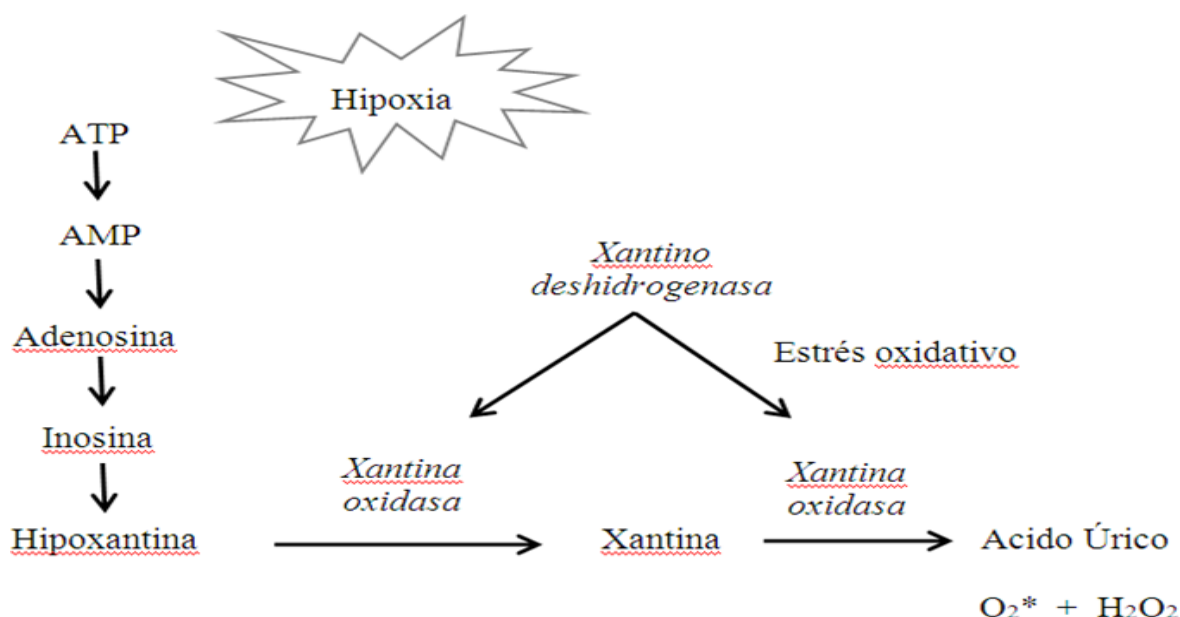 Hipoxia
ATP
AMP
Xantino
deshidrogenasa
Adenosina
Estrés oxidativo
Inosina
Xantina
oxidasa
Xantina
oxidasa
Hipoxantina
Xantina
Acido Úrico
O₂* + H₂O₂